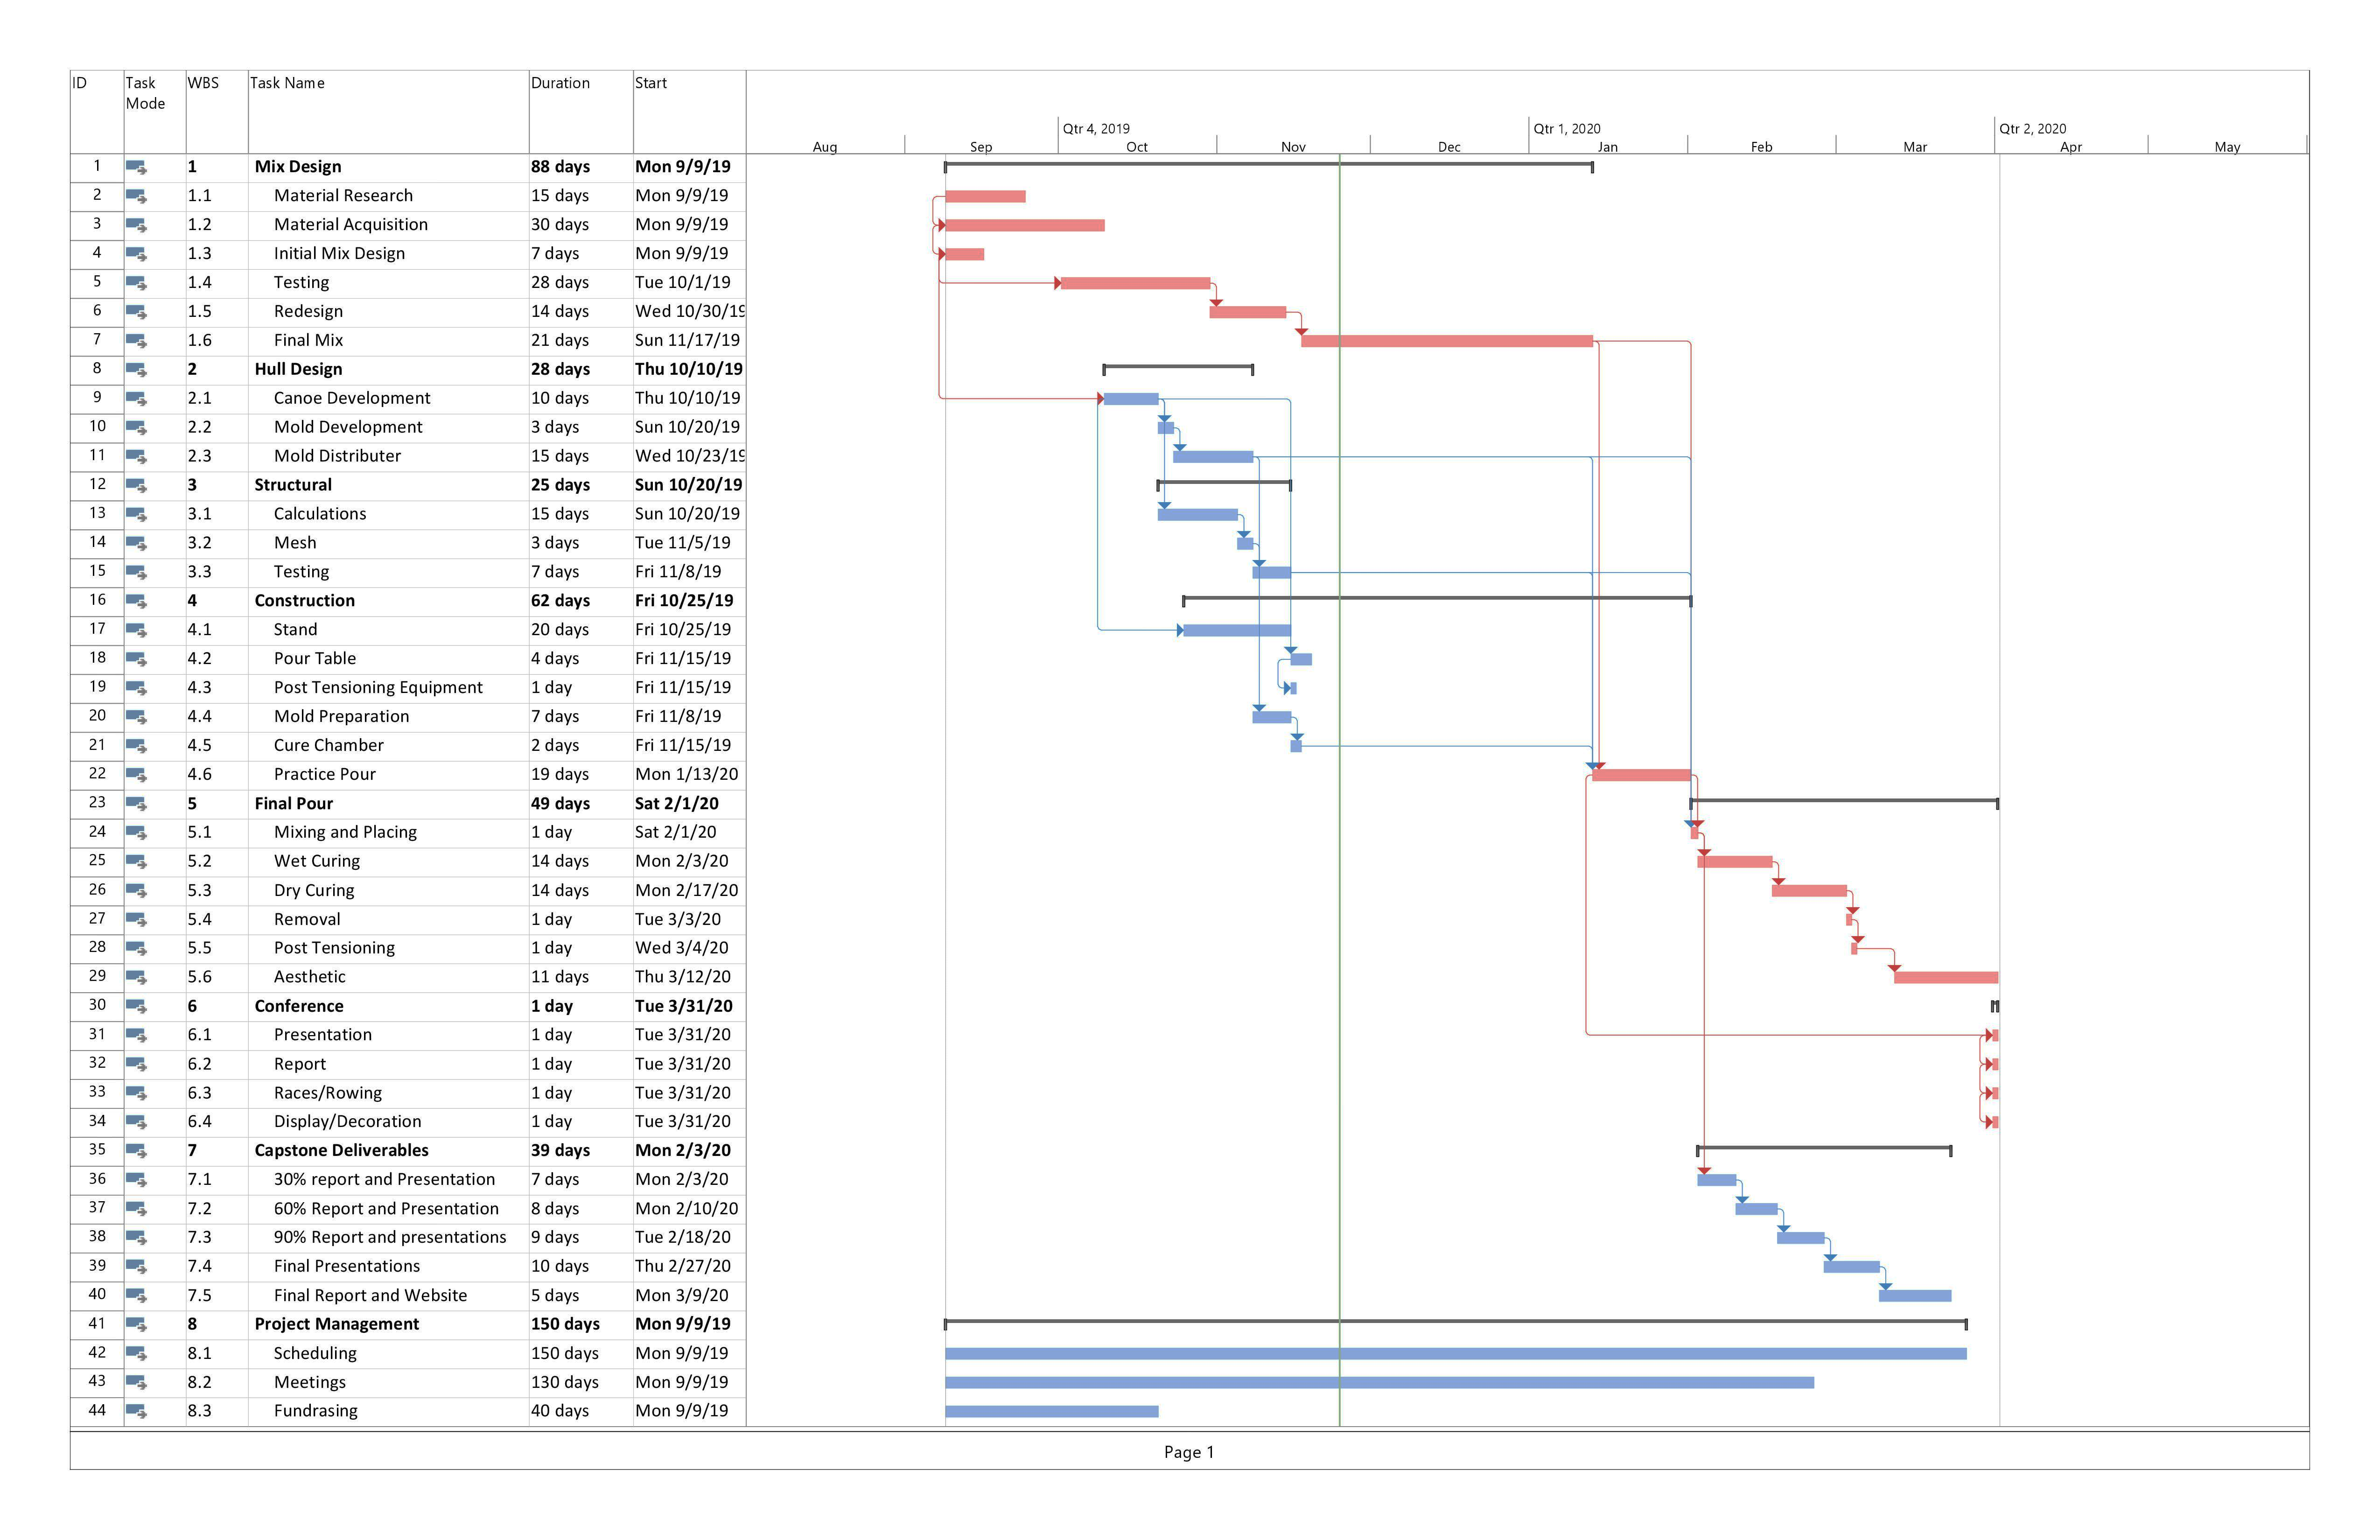 ID Task Mode WBS Task Name Duration Start
Qtr 4, 2019 Qtr 1, 2020 Qtr 2, 2020
Aug Sep Oct Nov Dec Jan Feb Mar Apr May
1 1 Mix Design 88 days Mon 9/9/19
2 1.1 Material Research 15 days Mon 9/9/19
3 1.2 Material Acquisition 30 days Mon 9/9/19
4 1.3 Initial Mix Design 7 days Mon 9/9/19
5 1.4 Testing 28 days Tue 10/1/19
6 1.5 Redesign 14 days Wed 10/30/19
7 1.6 Final Mix 21 days Sun 11/17/19
8 2 Hull Design 28 days Thu 10/10/19
9 2.1 Canoe Development 10 days Thu 10/10/19
10 2.2 Mold Development 3 days Sun 10/20/19
11 2.3 Mold Distributer 15 days Wed 10/23/19
12 3 Structural 25 days Sun 10/20/19
13 3.1 Calculations 15 days Sun 10/20/19
14 3.2 Mesh 3 days Tue 11/5/19
15 3.3 Testing 7 days Fri 11/8/19
16 4 Construction 62 days Fri 10/25/19
17 4.1 Stand 20 days Fri 10/25/19
18 4.2 Pour Table 4 days Fri 11/15/19
19 4.3 Post Tensioning Equipment 1 day Fri 11/15/19
20 4.4 Mold Preparation 7 days Fri 11/8/19
21 4.5 Cure Chamber 2 days Fri 11/15/19
22 4.6 Practice Pour 19 days Mon 1/13/20
23 5 Final Pour 49 days Sat 2/1/20
24 5.1 Mixing and Placing 1 day Sat 2/1/20
25 5.2 Wet Curing 14 days Mon 2/3/20
26 5.3 Dry Curing 14 days Mon 2/17/20
27 5.4 Removal 1 day Tue 3/3/20
28 5.5 Post Tensioning 1 day Wed 3/4/20
29 5.6 Aesthetic 11 days Thu 3/12/20
30 6 Conference 1 day Tue 3/31/20
31 6.1 Presentation 1 day Tue 3/31/20
32 6.2 Report 1 day Tue 3/31/20
33 6.3 Races/Rowing 1 day Tue 3/31/20
34 6.4 Display/Decoration 1 day Tue 3/31/20
35 7 Capstone Deliverables 39 days Mon 2/3/20
36 7.1 30% report and Presentation 7 days Mon 2/3/20
37 7.2 60% Report and Presentation 8 days Mon 2/10/20
38 7.3 90% Report and presentations 9 days Tue 2/18/20
39 7.4 Final Presentations 10 days Thu 2/27/20
40 7.5 Final Report and Website 5 days Mon 3/9/20
41 8 Project Management 150 days Mon 9/9/19
42 8.1 Scheduling 150 days Mon 9/9/19
43 8.2 Meetings 130 days Mon 9/9/19
44 8.3 Fundrasing 40 days Mon 9/9/19
Page 1